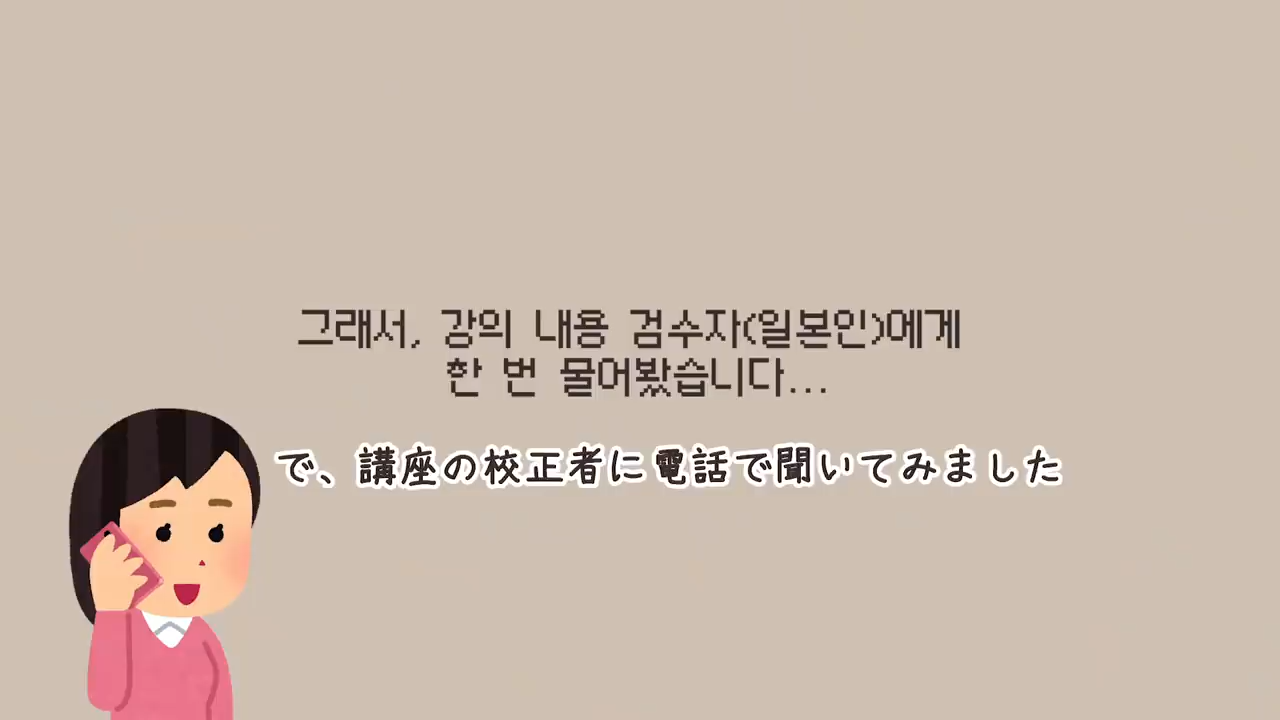 그래서, 강의 내용 검수자(일본인)에게
한 번 물어봤습니다...
で、講座の校正者に電話で聞いてみました